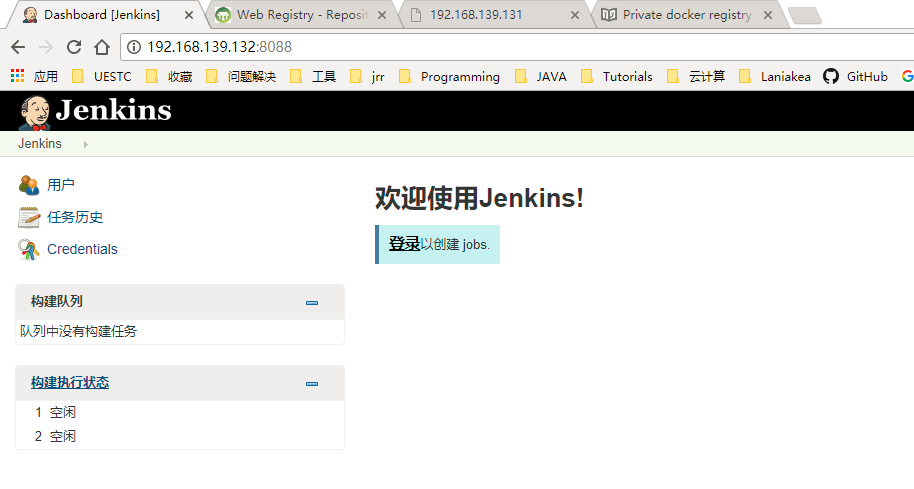 Dashboard [Jenkins]
Web Registry - Reposit
192.168.139.131
Private docker registry
192.168.139.132:8088
应用 UESTC 收藏 问题解决 工具 jrr Programming JAVA Tutorials 云计算 Laniakea GitHub
Jenkins
Jenkins
用户
任务历史
Credentials
构建队列
队列中没有构建任务
构建执行状态
1 空闲
2 空闲
欢迎使用Jenkins!
登录以创建 jobs.